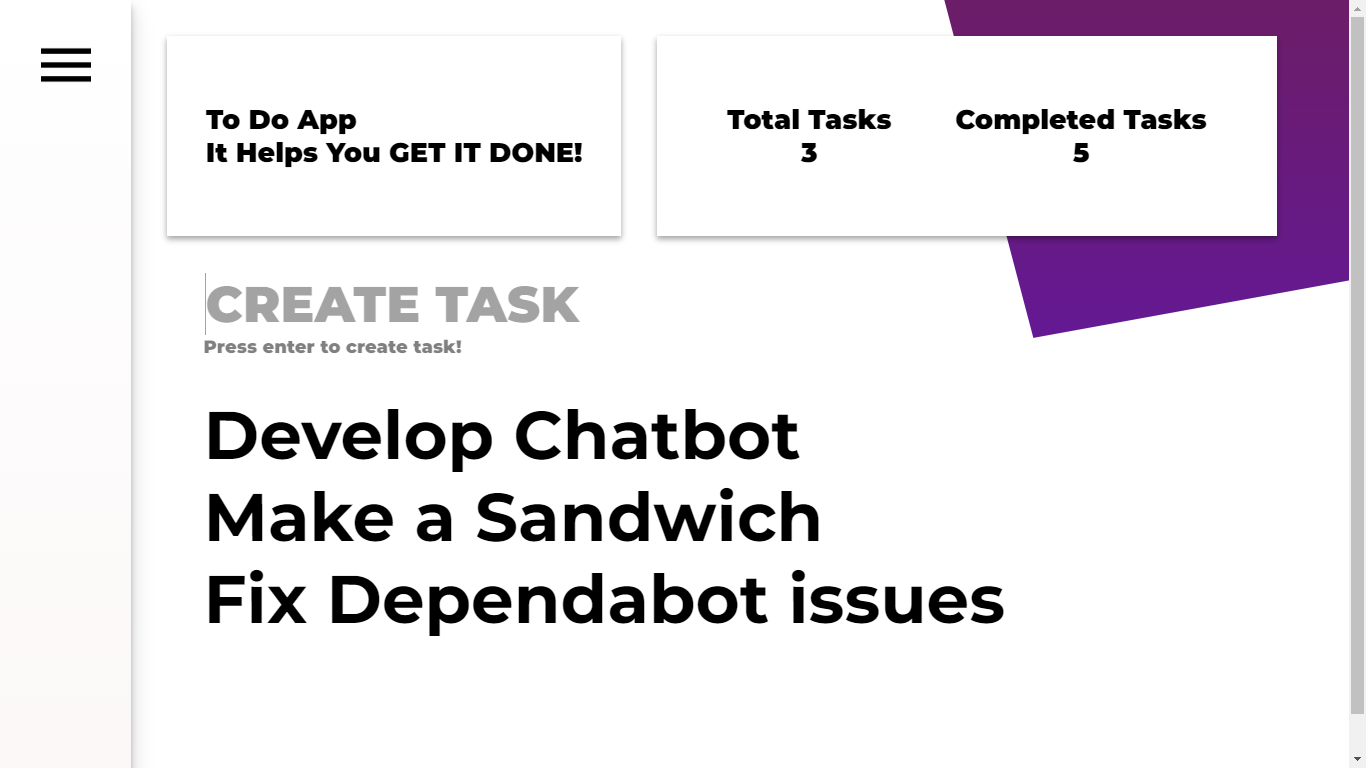 To Do App
It Helps You GET IT DONE!
Total Tasks
3
Completed Tasks
5
CREATE TASK
Press enter to create task!
Develop Chatbot
Make a Sandwich
Fix Dependabot issues